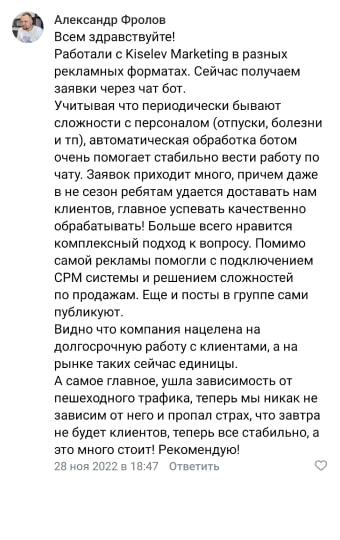 Александр Фролов
Всем здравствуйте!
Работали с Kiselev Marketing в разных
рекламных форматах. Сейчас получаем
заявки через чат бот.
Учитывая что периодически бывают
сложности с персоналом (отпуски, болезни
и тп), автоматическая обработка ботом
очень помогает стабильно вести работу по
чату. Заявок приходит много, причем даже
в не сезон ребятам удается доставать нам
клиентов, главное успевать качественно
обрабатывать! Больше всего нравится
комплексный подход к вопросу. Помимо
самой рекламы помогли с подключением
СРМ системы и решением сложностей
по продажам. Еще и посты в группе сами
публикуют.
Видно что компания нацелена на
долгосрочную работу с клиентами, а на
рынке таких сейчас единицы.
А самое главное, ушла зависимость от
пешеходного трафика, теперь мы никак не
зависим от него и пропал страх, что завтра
не будет клиентов, теперь все стабильно, а
это много стоит! Рекомендую!
28 ноя 2022 в 18:47 Ответить